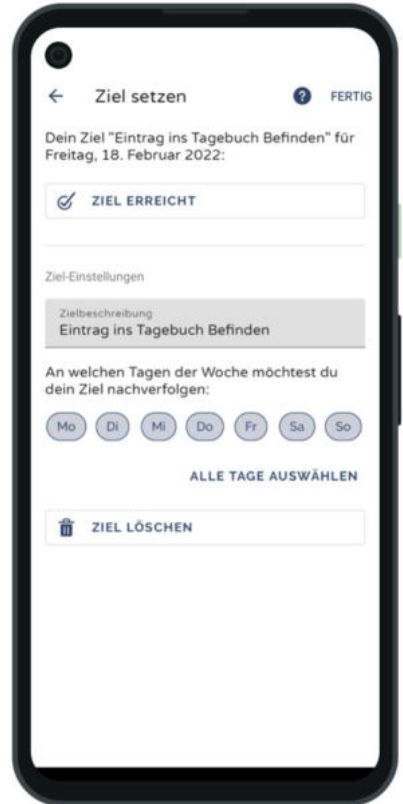 Ziel setzen
FERTIG
Dein Ziel "Eintrag ins Tagebuch Befinden" für
Freitag, 18. Februar 2022:
ZIEL ERREICHT
Ziel-Einstellungen
Zielbeschreibung
Eintrag ins Tagebuch Befinden
An welchen Tagen der Woche möchtest du
dein Ziel nachverfolgen:
Mo Di Mi Do Fr Sa So
ALLE TAGE AUSWÄHLEN
ZIEL LÖSCHEN